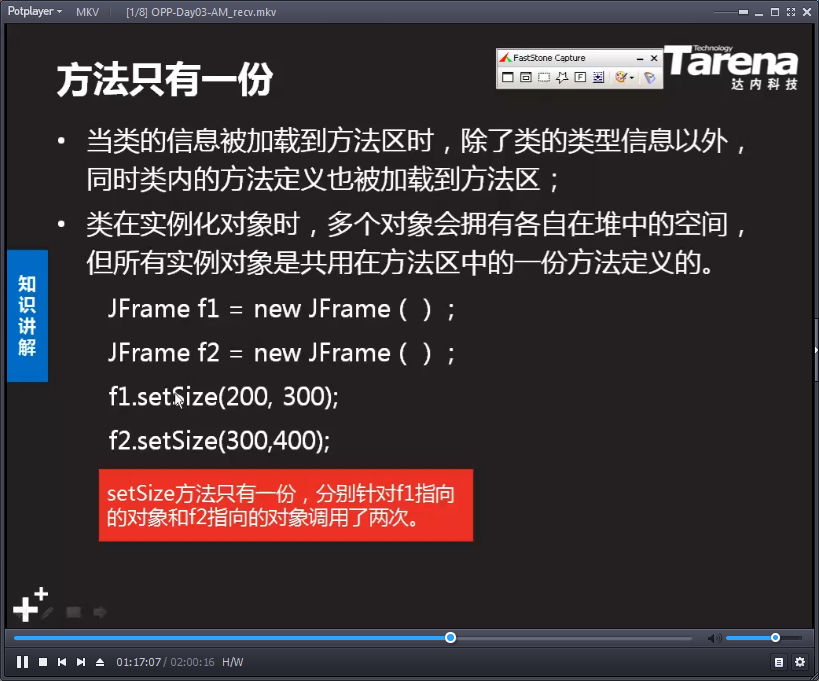 Potplayer MKV [1/8] OPP-Day03-AM_recv.mkv
FastStone Capture
Technology
Tarena
达内科技
方法只有一份
• 当类的信息被加载到方法区时，除了类的类型信息以外，
同时类内的方法定义也被加载到方法区；
• 类在实例化对象时，多个对象会拥有各自在堆中的空间，
但所有实例对象是共用在方法区中的一份方法定义的。
知识讲解
JFrame f1 = new JFrame ( ) ;
JFrame f2 = new JFrame ( ) ;
f1.setSize(200, 300);
f2.setSize(300,400);
setSize方法只有一份，分别针对f1指向
的对象和f2指向的对象调用了两次。
01:17:07 / 02:00:16 H/W